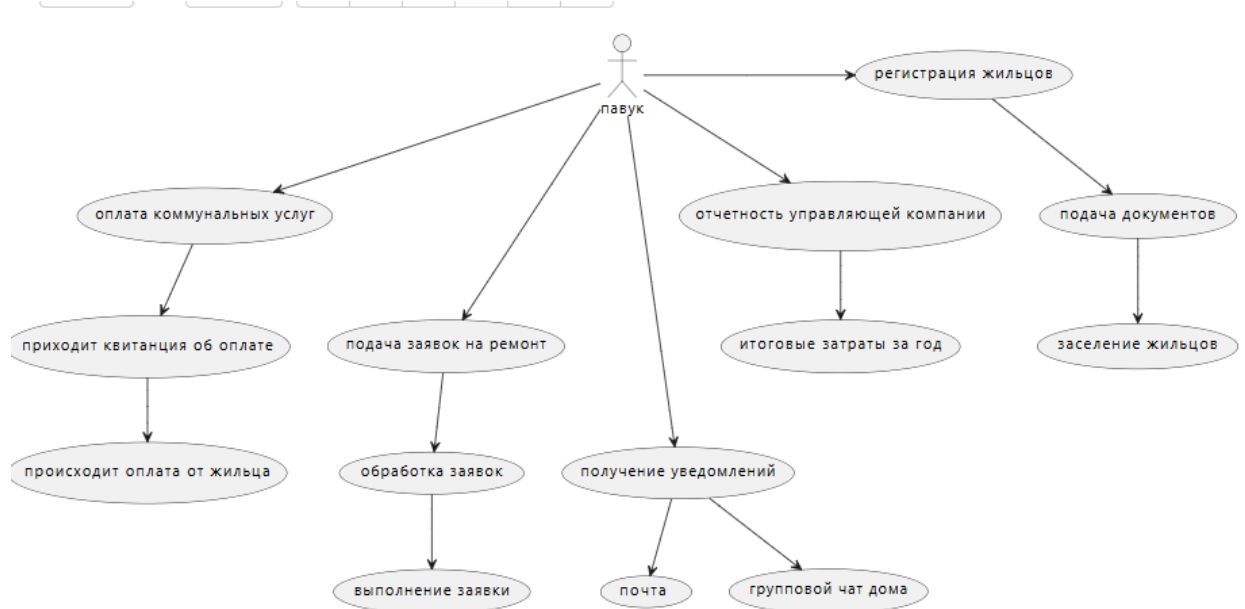 регистрация жильцов
павук
оплата коммунальных услуг
отчетность управляющей компании
подача документов
приходит квитанция об оплате
подача заявок на ремонт
итоговые затраты за год
заселение жильцов
происходит оплата от жильца
обработка заявок
получение уведомлений
выполнение заявки
почта
групповой чат дома